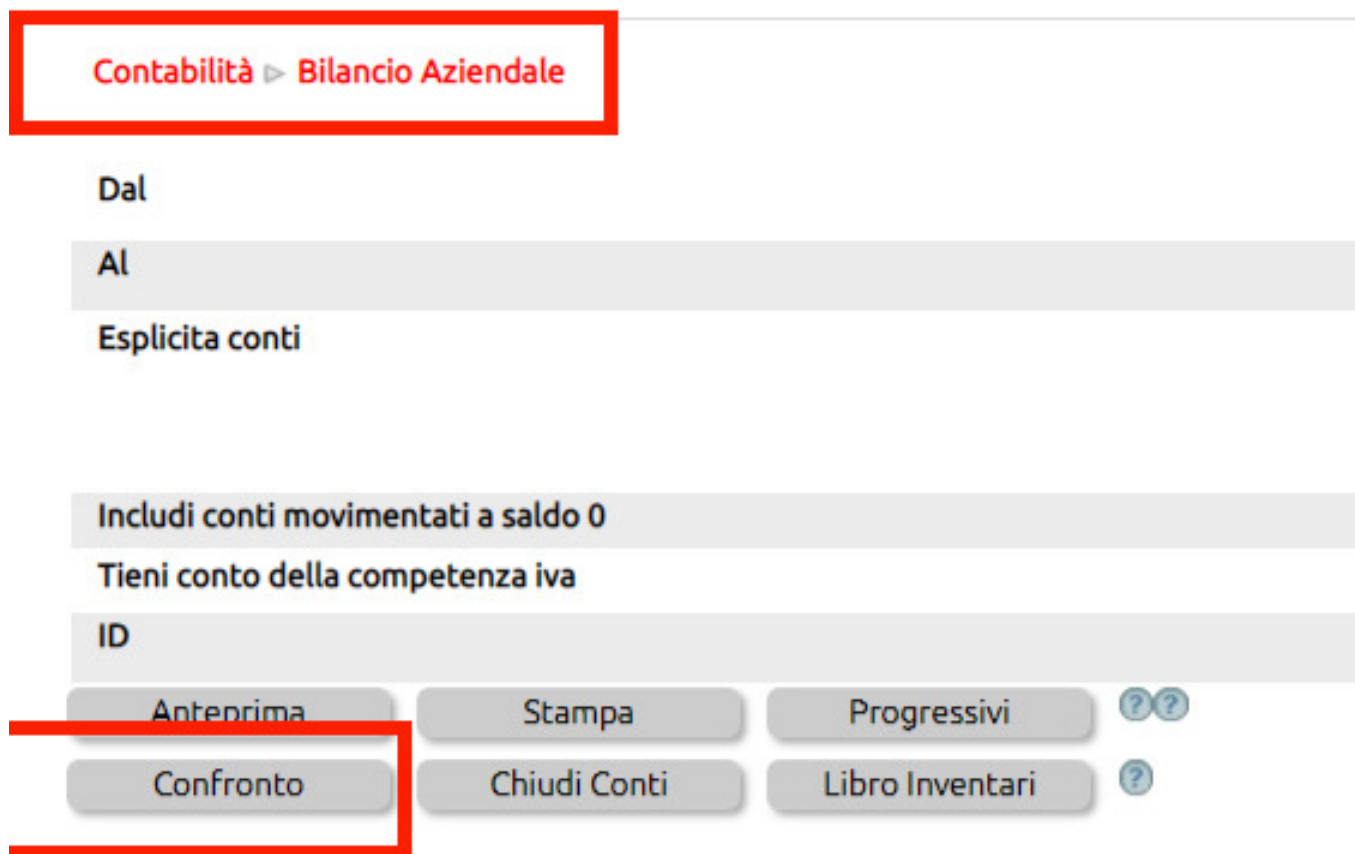 Contabilità ▷ Bilancio Aziendale
Dal
Al
Esplicita conti
Includi conti movimentati a saldo 0
Tieni conto della competenza iva
ID
Anteprima Stampa Progressivi ? ?
Confronto Chiudi Conti Libro Inventari ?